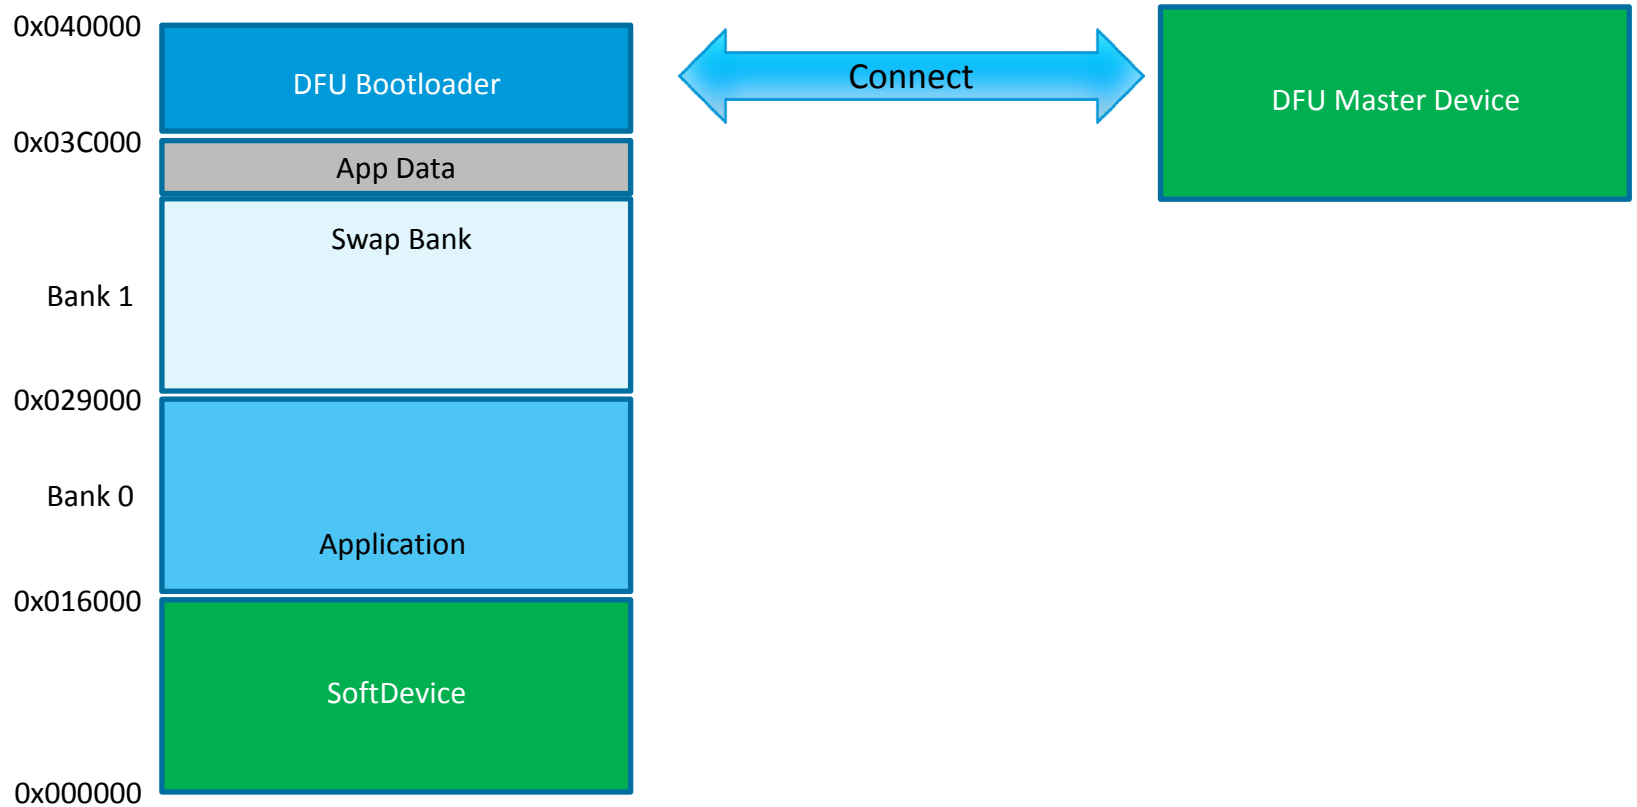 0x040000
DFU Bootloader
Connect
DFU Master Device
0x03C000
App Data
Swap Bank
Bank 1
0x029000
Bank 0
Application
0x016000
SoftDevice
0x000000